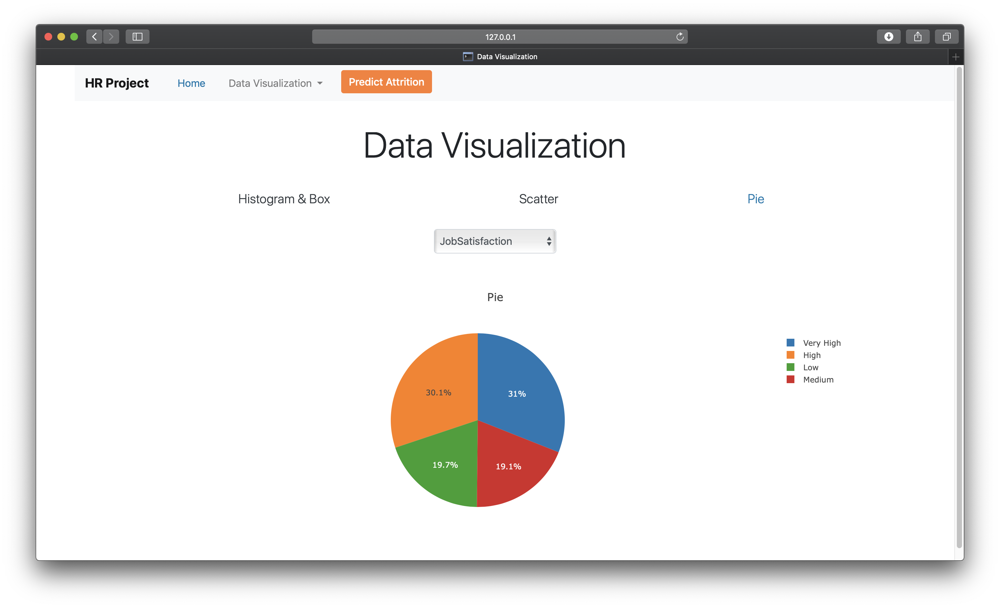 127.0.0.1
Data Visualization
HR Project Home Data Visualization Predict Attrition
Data Visualization
Histogram & Box Scatter Pie
JobSatisfaction
Pie
Very High
High
Low
Medium
30.1% 31%
19.7% 19.1%